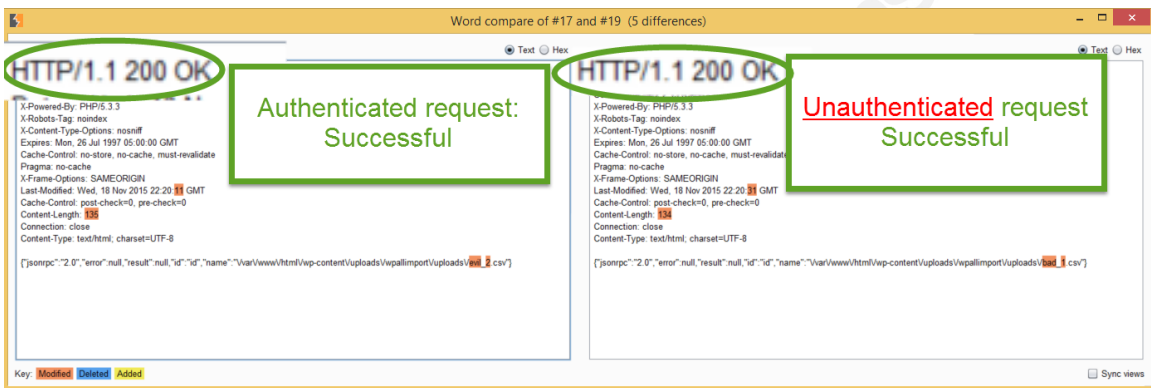 Word compare of #17 and #19 (5 differences)
Text Hex
HTTP/1.1 200 OK
Authenticated request:
Successful
X-Powered-By: PHP/5.3.3
X-Robots-Tag: noindex
X-Content-Type-Options: nosniff
Expires: Mon, 26 Jul 1997 05:00:00 GMT
Cache-Control: no-store, no-cache, must-revalidate
Pragma: no-cache
X-Frame-Options: SAMEORIGIN
Last-Modified: Wed, 18 Nov 2015 22:20:11 GMT
Cache-Control: post-check=0, pre-check=0
Content-Length: 135
Connection: close
Content-Type: text/html; charset=UTF-8
{"jsonrpc":"2.0","error":null,"result":null,"id":"id","name":"\/var\/www\/html\/wp-content\/uploads\/wpallimport\/uploads\/evil_2.csv"}
Text Hex
HTTP/1.1 200 OK
Unauthenticated request
Successful
X-Powered-By: PHP/5.3.3
X-Robots-Tag: noindex
X-Content-Type-Options: nosniff
Expires: Mon, 26 Jul 1997 05:00:00 GMT
Cache-Control: no-store, no-cache, must-revalidate
Pragma: no-cache
X-Frame-Options: SAMEORIGIN
Last-Modified: Wed, 18 Nov 2015 22:20:31 GMT
Cache-Control: post-check=0, pre-check=0
Content-Length: 134
Connection: close
Content-Type: text/html; charset=UTF-8
{"jsonrpc":"2.0","error":null,"result":null,"id":"id","name":"\/var\/www\/html\/wp-content\/uploads\/wpallimport\/uploads\/bad_1.csv"}
Key: Modified Deleted Added
Sync views